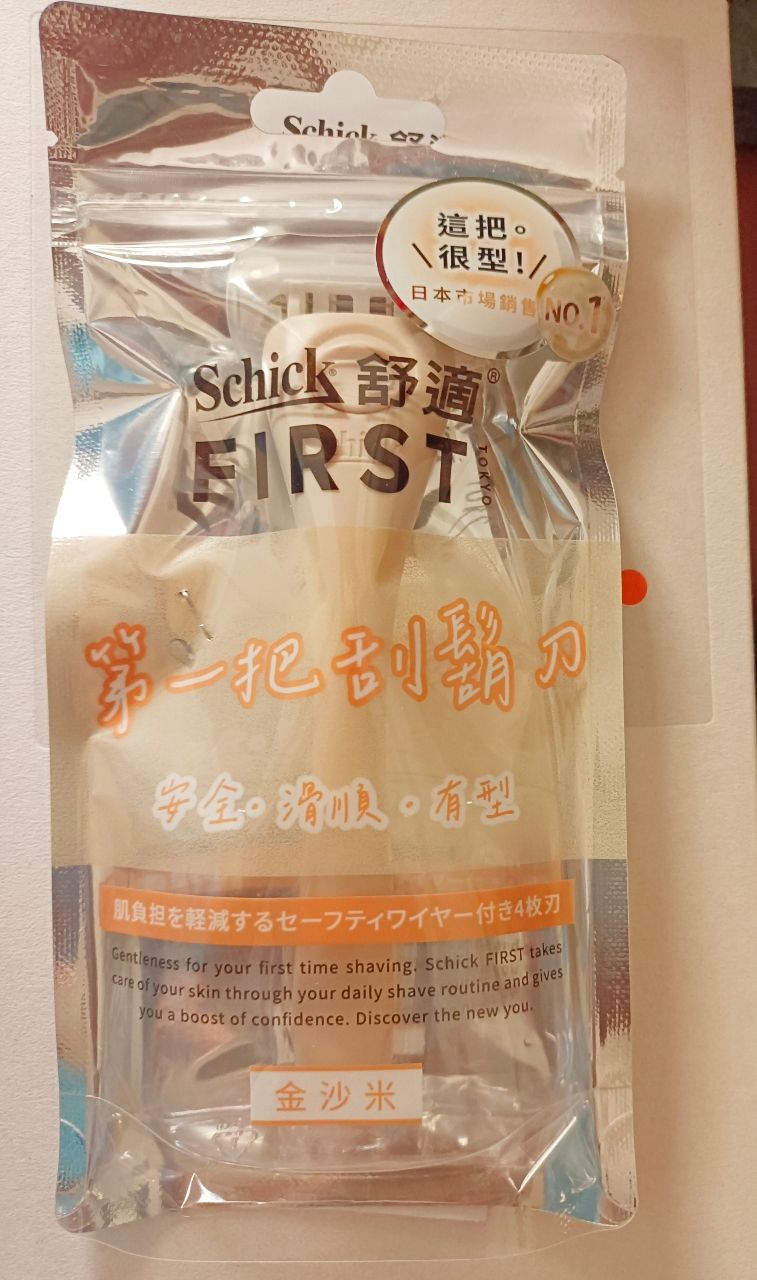 Schick 舒適
這把。
很型!
日本市場銷售 NO.1
Schick® 舒適®
FIRST TOKYO
第一把刮鬍刀
安全。滑順。有型
肌負担を軽減するセーフティワイヤー付き4枚刃
Gentleness for your first time shaving. Schick FIRST takes
care of your skin through your daily shave routine and gives
you a boost of confidence. Discover the new you.
金沙米